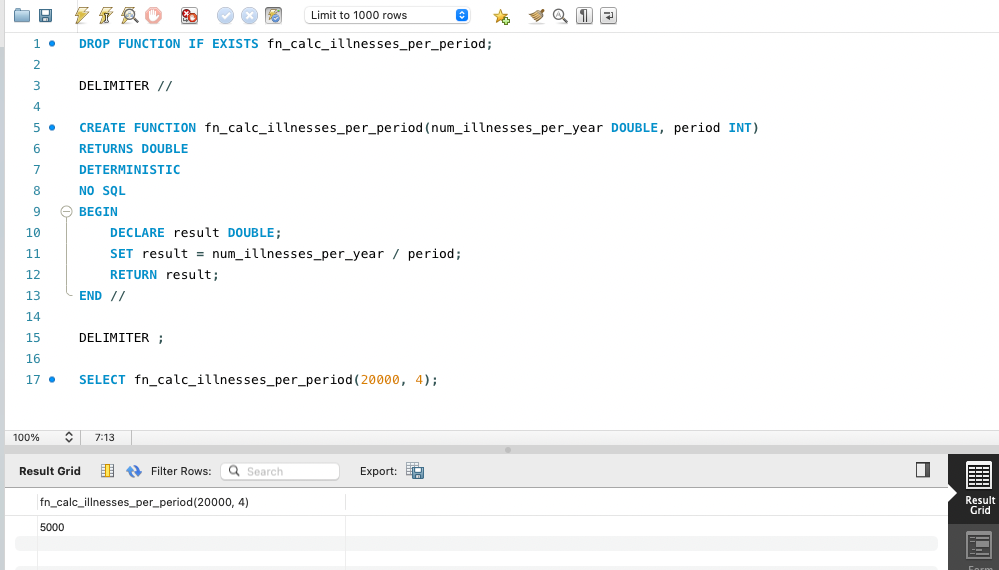 Limit to 1000 rows
1 DROP FUNCTION IF EXISTS fn_calc_illnesses_per_period;
2
3 DELIMITER //
4
5 CREATE FUNCTION fn_calc_illnesses_per_period(num_illnesses_per_year DOUBLE, period INT)
6 RETURNS DOUBLE
7 DETERMINISTIC
8 NO SQL
9 BEGIN
10 DECLARE result DOUBLE;
11 SET result = num_illnesses_per_year / period;
12 RETURN result;
13 END //
14
15 DELIMITER ;
16
17 SELECT fn_calc_illnesses_per_period(20000, 4);
100% 7:13
Result Grid Filter Rows: Search Export:
fn_calc_illnesses_per_period(20000, 4)
5000
Result
Grid
Form